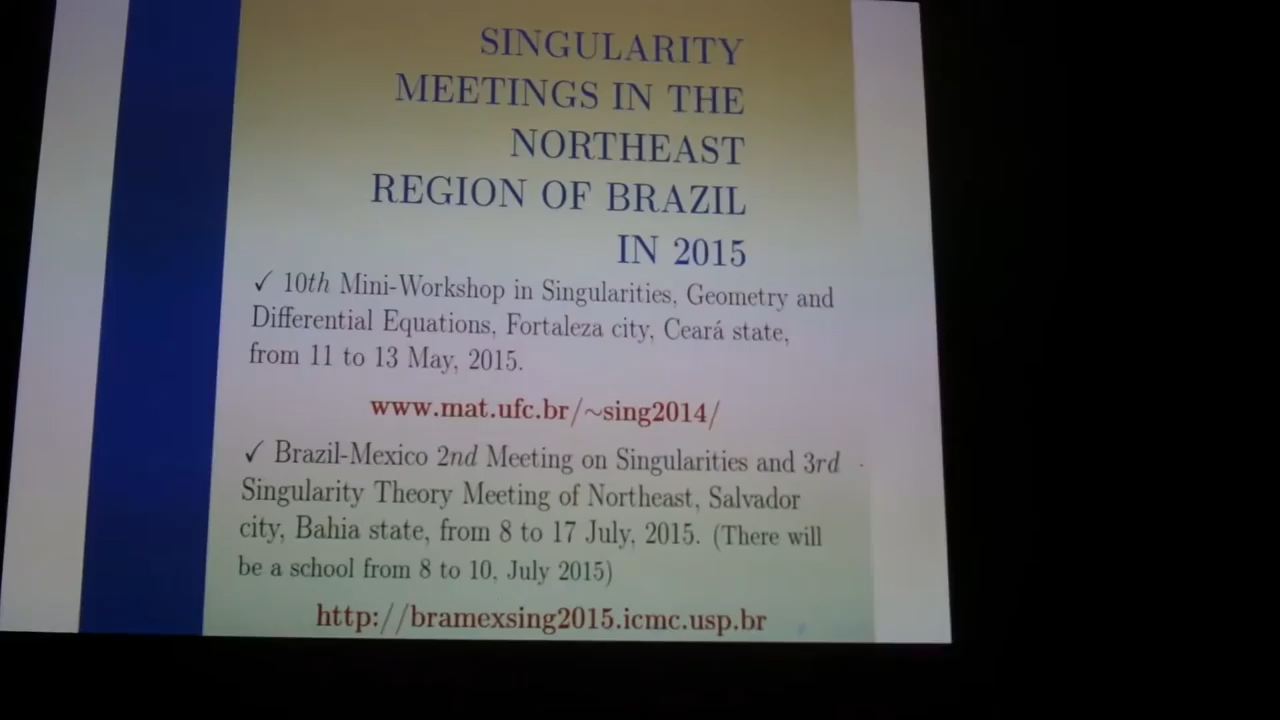 SINGULARITY
MEETINGS IN THE
NORTHEAST
REGION OF BRAZIL
IN 2015
✓ 10th Mini-Workshop in Singularities, Geometry and
Differential Equations, Fortaleza city, Ceará state,
from 11 to 13 May, 2015.
www.mat.ufc.br/~sing2014/
✓ Brazil-Mexico 2nd Meeting on Singularities and 3rd
Singularity Theory Meeting of Northeast, Salvador
city, Bahia state, from 8 to 17 July, 2015. (There will
be a school from 8 to 10, July 2015)
http://bramexsing2015.icmc.usp.br